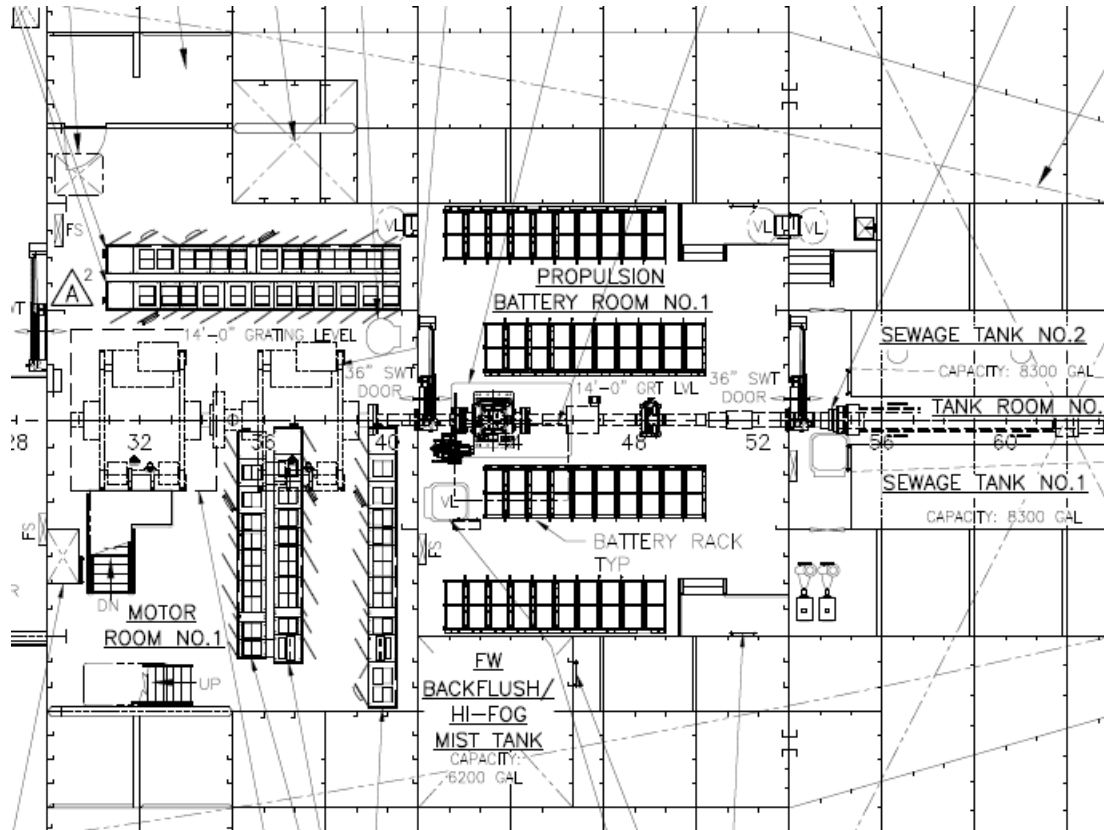 FS
VL
VL
VL
2
A
PROPULSION
BATTERY ROOM NO.1
14'-0" GRATING LEVEL
36" SWT
DOOR
14'-0" GRT LVL
36" SWT
DOOR
SEWAGE TANK NO.2
CAPACITY: 8300 GAL
TANK ROOM NO.
28
32
36
40
44
48
52
56
60
SEWAGE TANK NO.1
CAPACITY: 8300 GAL
VL
FS
FS
BATTERY RACK
TYP
DN
MOTOR
ROOM NO.1
UP
FW
BACKFLUSH/
HI-FOG
MIST TANK
CAPACITY:
6200 GAL